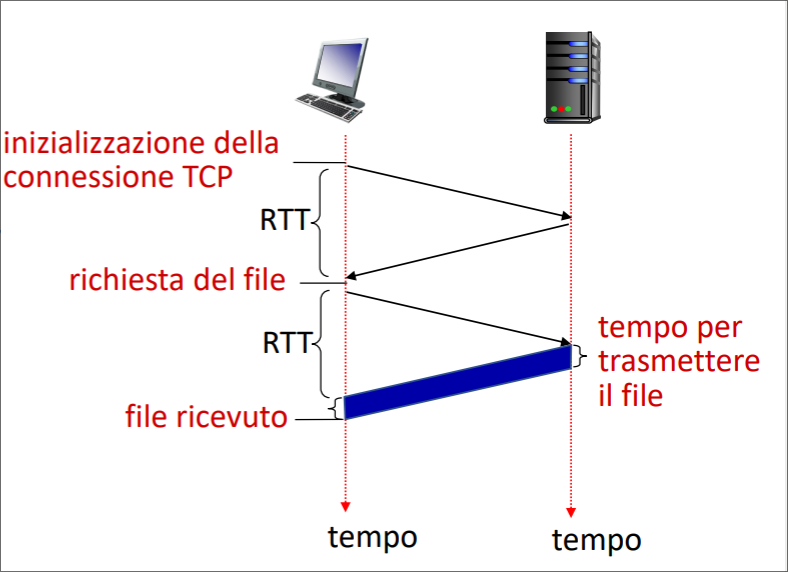 inizializzazione della
connessione TCP
RTT
richiesta del file
RTT
tempo per
trasmettere
il file
file ricevuto
tempo
tempo